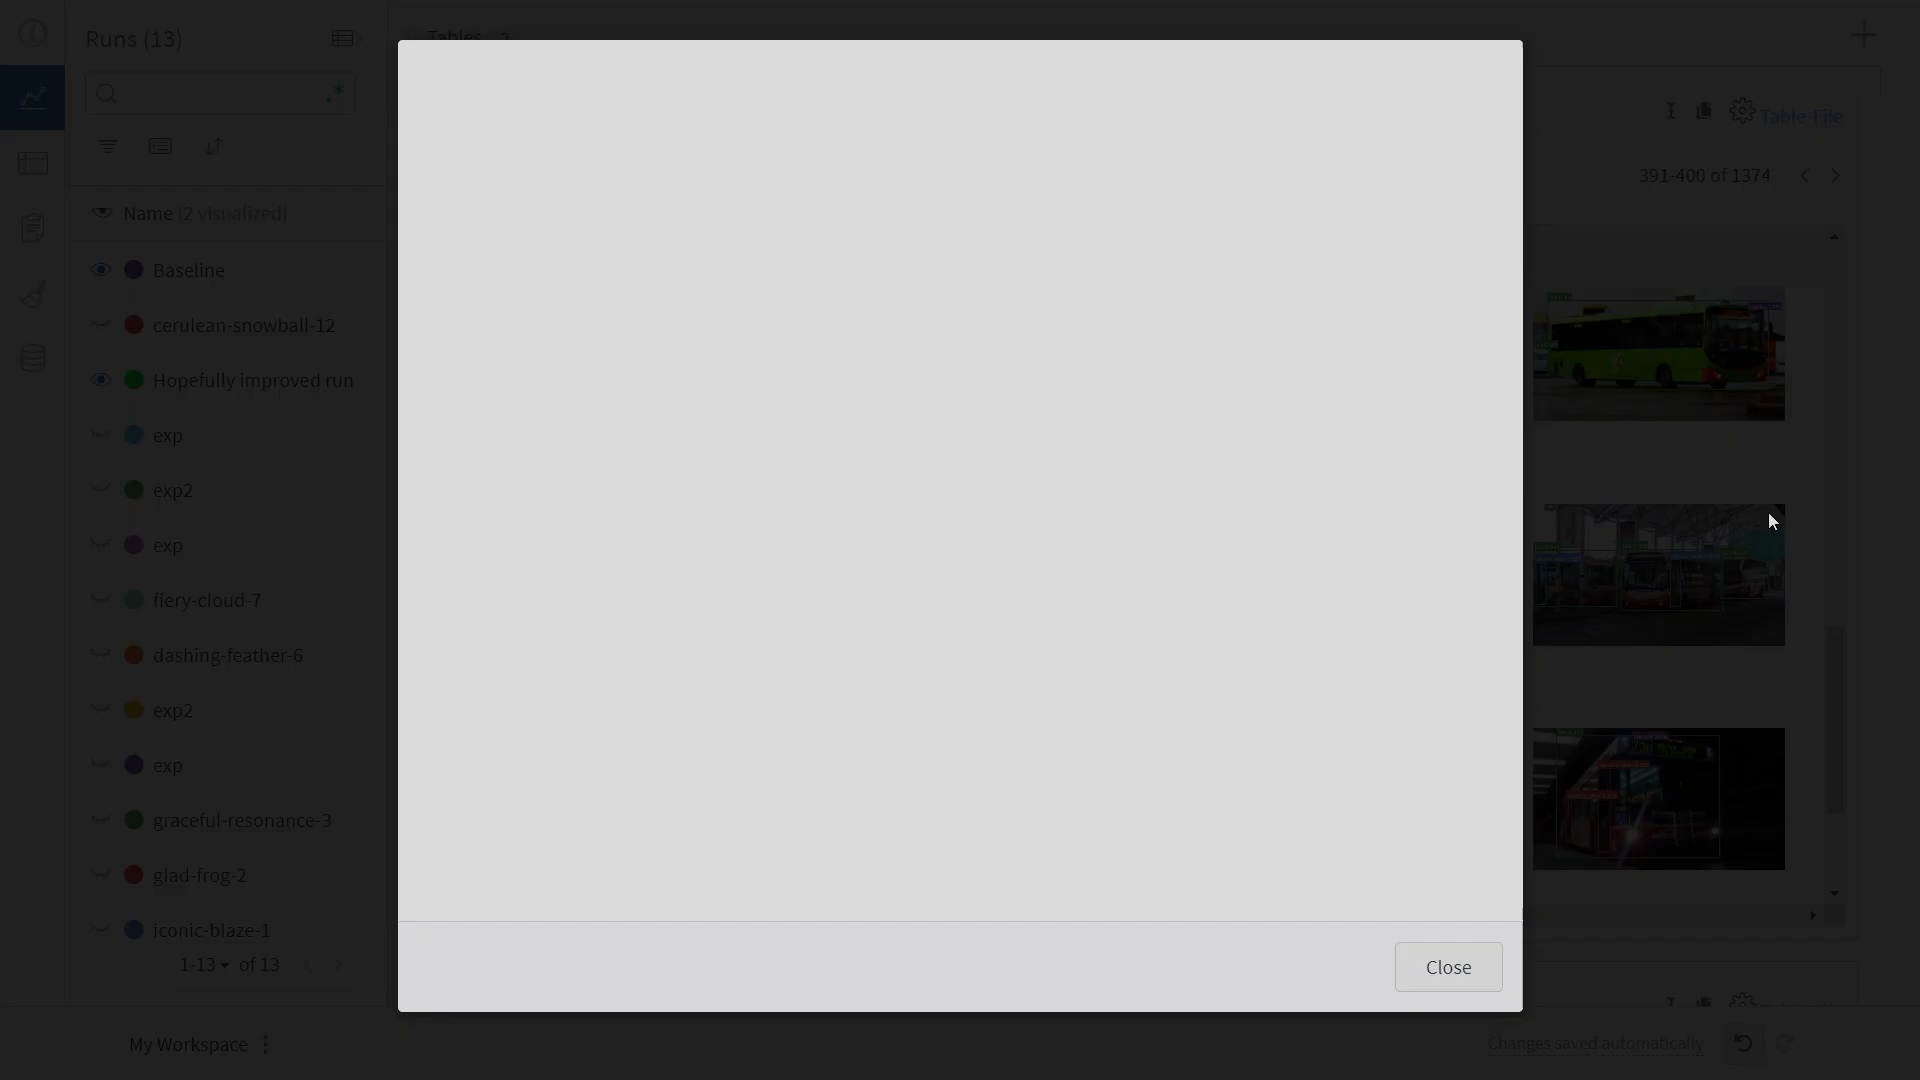 Runs (13)
Tables 3
.*
Table-File
391-400 of 1374
Name (2 visualized)
Baseline
cerulean-snowball-12
Hopefully improved run
exp
exp2
exp
fiery-cloud-7
dashing-feather-6
exp2
exp
graceful-resonance-3
glad-frog-2
iconic-blaze-1
1-13 of 13
Close
My Workspace
Changes saved automatically